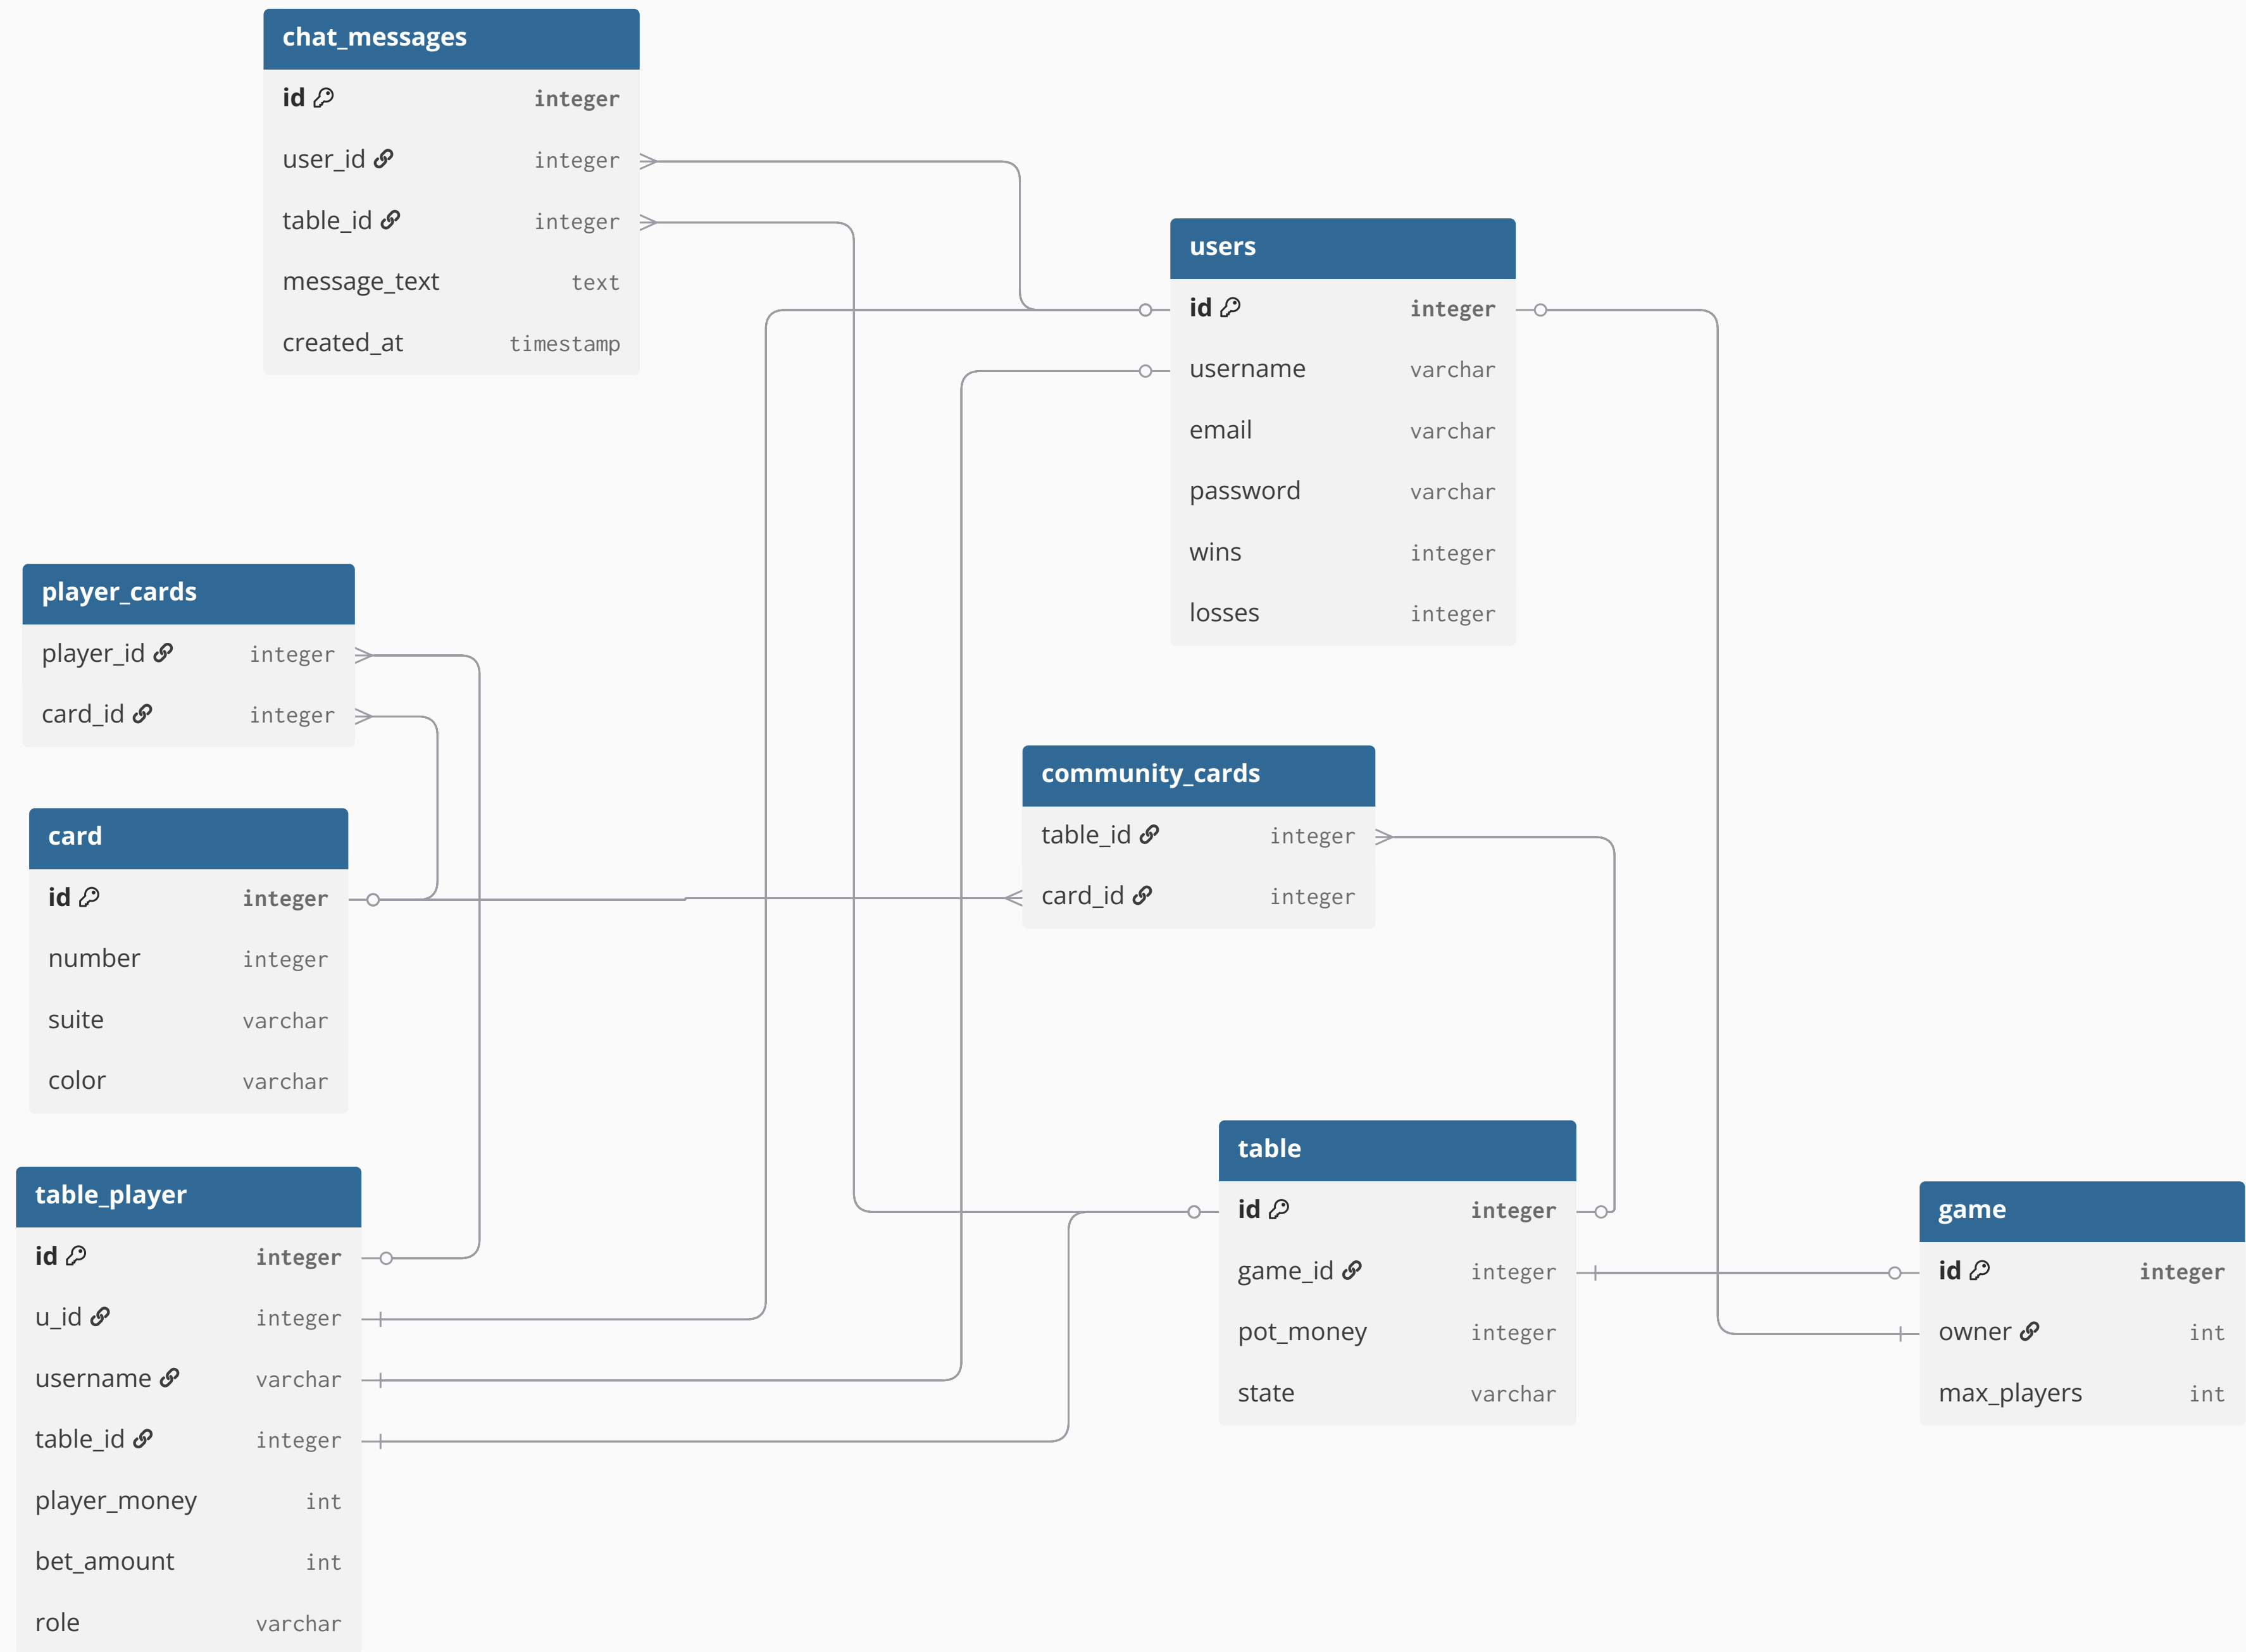 chat_messages
id integer
user_id integer
table_id integer
message_text text
created_at timestamp
users
id integer
username varchar
email varchar
password varchar
wins integer
losses integer
player_cards
player_id integer
card_id integer
community_cards
table_id integer
card_id integer
card
id integer
number integer
suite varchar
color varchar
table
id integer
game_id integer
pot_money integer
state varchar
table_player
id integer
u_id integer
username varchar
table_id integer
player_money int
bet_amount int
role varchar
game
id integer
owner int
max_players int